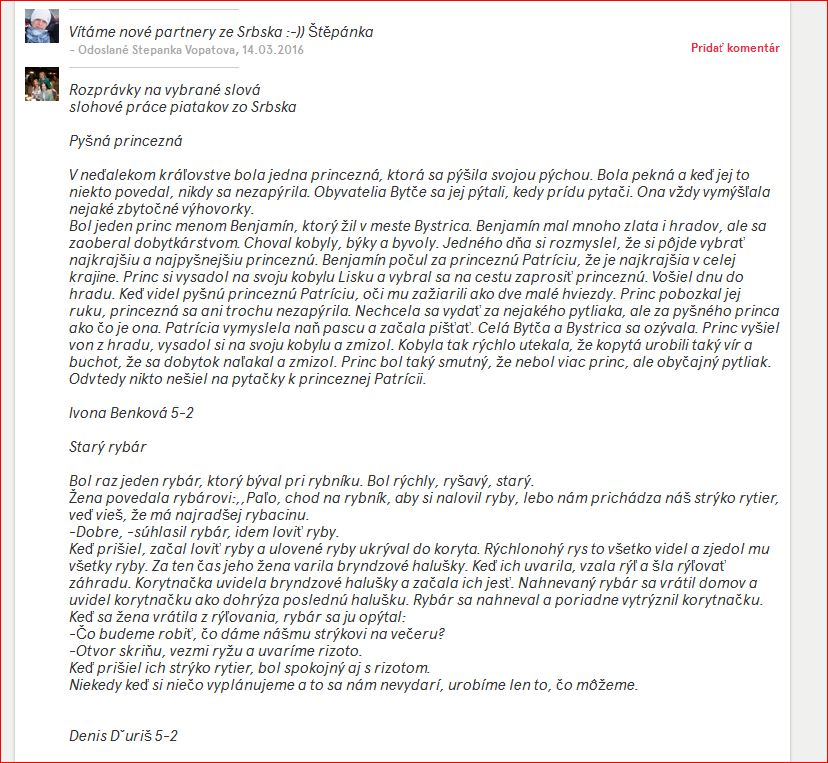 Vítáme nové partnery ze Srbska :-)) Štěpánka
- Odoslané Stepanka Vopatova, 14.03.2016
Pridať komentár
Rozprávky na vybrané slová
slohové práce piatakov zo Srbska
Pyšná princezná
V neďalekom kráľovstve bola jedna princezná, ktorá sa pýšila svojou pýchou. Bola pekná a keď jej to
niekto povedal, nikdy sa nezapýrila. Obyvatelia Bytče sa jej pýtali, kedy prídu pytači. Ona vždy vymýšľala
nejaké zbytočné výhovorky.
Bol jeden princ menom Benjamín, ktorý žil v meste Bystrica. Benjamín mal mnoho zlata i hradov, ale sa
zaoberal dobytkárstvom. Choval kobyly, býky a byvoly. Jedného dňa si rozmyslel, že si pôjde vybrať
najkrajšiu a najpyšnejšiu princeznú. Benjamín počul za princeznú Patríciu, že je najkrajšia v celej
krajine. Princ si vysadol na svoju kobylu Lisku a vybral sa na cestu zaprosiť princeznú. Vošiel dnu do
hradu. Keď videl pyšnú princeznú Patríciu, oči mu zažiarili ako dve malé hviezdy. Princ pobozkal jej
ruku, princezná sa ani trochu nezapýrila. Nechcela sa vydať za nejakého pytliaka, ale za pyšného princa
ako čo je ona. Patrícia vymyslela naň pascu a začala pišťať. Celá Bytča a Bystrica sa ozývala. Princ vyšiel
von z hradu, vysadol si na svoju kobylu a zmizol. Kobyla tak rýchlo utekala, že kopytá urobili taký vír a
buchot, že sa dobytok naľakal a zmizol. Princ bol taký smutný, že nebol viac princ, ale obyčajný pytliak.
Odvtedy nikto nešiel na pytačky k princeznej Patrícii.
Ivona Benková 5-2
Starý rybár
Bol raz jeden rybár, ktorý býval pri rybníku. Bol rýchly, ryšavý, starý.
Žena povedala rybárovi:,,Paľo, chod na rybník, aby si nalovil ryby, lebo nám prichádza náš strýko rytier,
veď vieš, že má najradšej rybacinu.
-Dobre, -súhlasil rybár, idem loviť ryby.
Keď prišiel, začal loviť ryby a ulovené ryby ukrýval do koryta. Rýchlonohý rys to všetko videl a zjedol mu
všetky ryby. Za ten čas jeho žena varila bryndzové halušky. Keď ich uvarila, vzala rýľ a šla rýľovať
záhradu. Korytnačka uvidela bryndzové halušky a začala ich jesť. Nahnevaný rybár sa vrátil domov a
uvidel korytnačku ako dohrýza poslednú halušku. Rybár sa nahneval a poriadne vytrýznil korytnačku.
Keď sa žena vrátila z rýľovania, rybár sa ju opýtal:
-Čo budeme robiť, čo dáme nášmu strýkovi na večeru?
-Otvor skriňu, vezmi ryžu a uvaríme rizoto.
Keď prišiel ich strýko rytier, bol spokojný aj s rizotom.
Niekedy keď si niečo vyplánujeme a to sa nám nevydarí, urobíme len to, čo môžeme.
Denis Dˇuriš 5-2